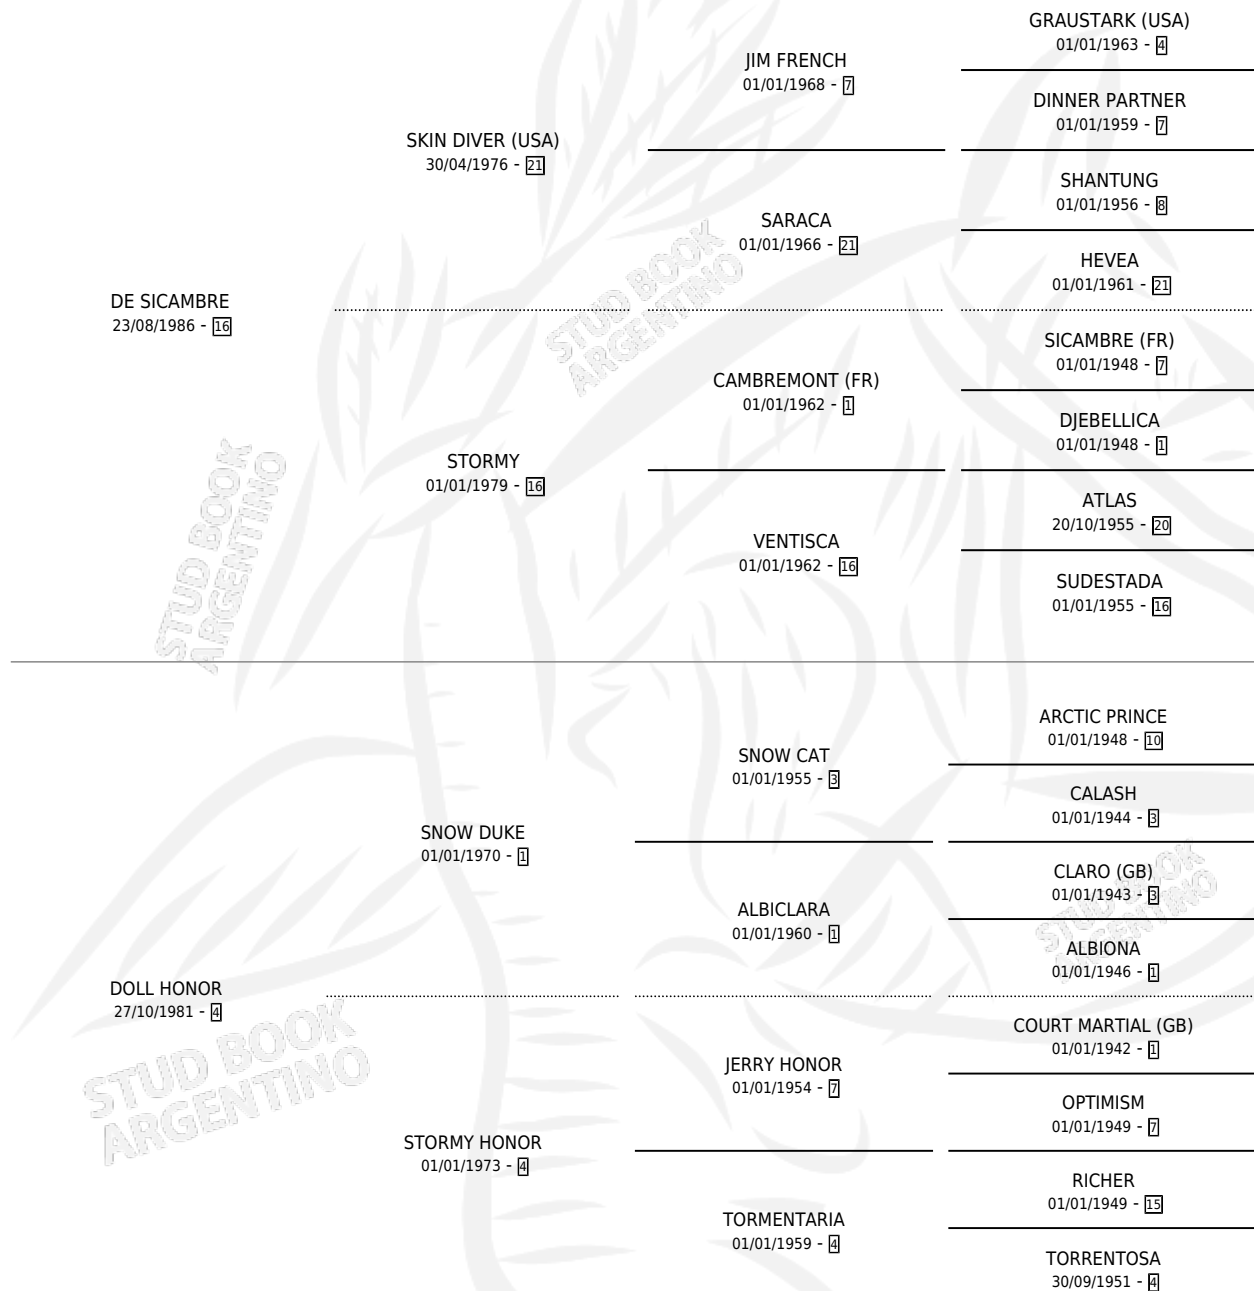 GRAUSTARK (USA)
01/01/1963 - 4
JIM FRENCH
01/01/1968 - 7
DINNER PARTNER
01/01/1959 - 7
SKIN DIVER (USA)
30/04/1976 - 21
SHANTUNG
01/01/1956 - 8
SARACA
01/01/1966 - 21
HEVEA
01/01/1961 - 21
DE SICAMBRE
23/08/1986 - 16
SICAMBRE (FR)
01/01/1948 - 7
CAMBREMONT (FR)
01/01/1962 - 1
DJEBELLICA
01/01/1948 - 1
STORMY
01/01/1979 - 16
ATLAS
20/10/1955 - 20
VENTISCA
01/01/1962 - 16
SUDESTADA
01/01/1955 - 16
ARCTIC PRINCE
01/01/1948 - 10
SNOW CAT
01/01/1955 - 3
CALASH
01/01/1944 - 3
SNOW DUKE
01/01/1970 - 1
CLARO (GB)
01/01/1943 - 3
ALBICLARA
01/01/1960 - 1
ALBIONA
01/01/1946 - 1
DOLL HONOR
27/10/1981 - 4
COURT MARTIAL (GB)
01/01/1942 - 1
JERRY HONOR
01/01/1954 - 7
OPTIMISM
01/01/1949 - 7
STORMY HONOR
01/01/1973 - 4
RICHER
01/01/1949 - 15
TORMENTARIA
01/01/1959 - 4
TORRENTOSA
30/09/1951 - 4
STUD BOOK
ARGENTINO
STUD BOOK
ARGENTINO
STUD BOOK
ARGENTINO
STUD BOOK
ARGENTINO